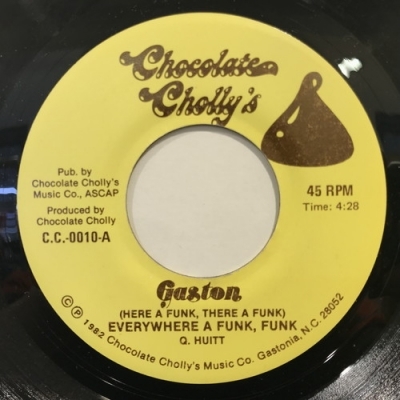 Chocolate
Cholly's
Pub. by
Chocolate Cholly's
Music Co., ASCAP
Produced by
Chocolate Cholly
C.C.-0010-A
45 RPM
Time: 4:28
Gaston
(HERE A FUNK, THERE A FUNK)
EVERYWHERE A FUNK, FUNK
Q. HUITT
©℗ 1982 Chocolate Cholly's Music Co. Gastonia, N.C. 28052